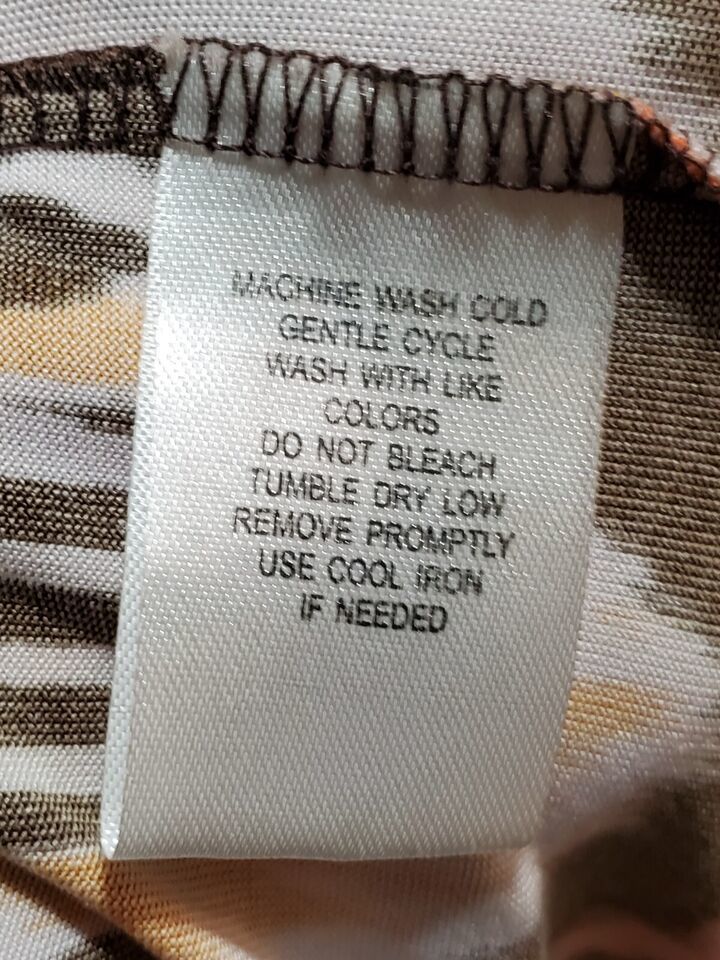 MACHINE WASH COLD
GENTLE CYCLE
WASH WITH LIKE
COLORS
DO NOT BLEACH
TUMBLE DRY LOW
REMOVE PROMPTLY
USE COOL IRON
IF NEEDED